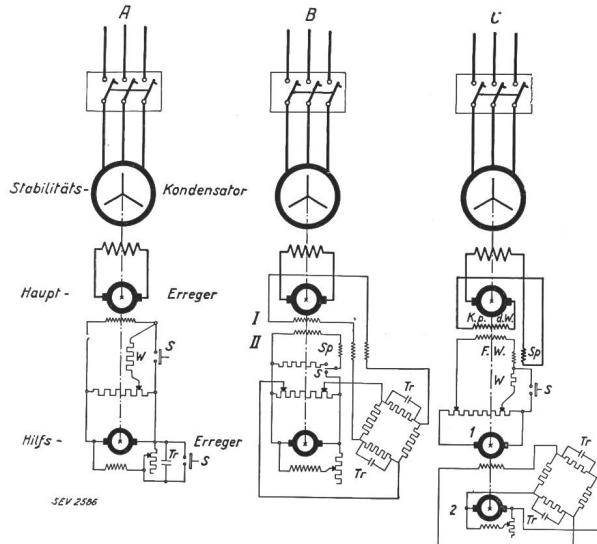 A B C
Stabilitäts- Kondensator
Haupt- Erreger
K.p. d.W.
I
II
Sp
F.W.
Sp
W
S
S
W
S
Tr
Tr
1
Hilfs- Erreger
Tr
S
Tr
2
Tr
SEV 2586